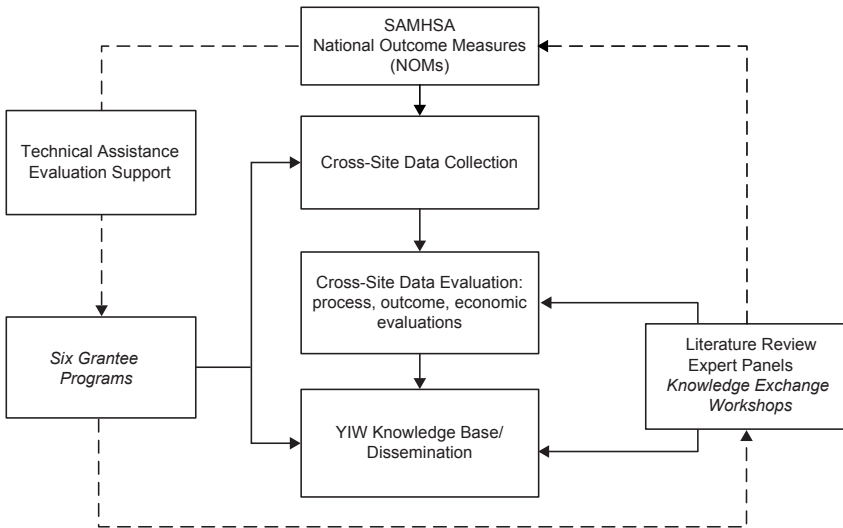 SAMHSA
National Outcome Measures
(NOMs)
Technical Assistance
Evaluation Support
Cross-Site Data Collection
Cross-Site Data Evaluation:
process, outcome, economic
evaluations
Six Grantee
Programs
Literature Review
Expert Panels
Knowledge Exchange
Workshops
YIW Knowledge Base/
Dissemination